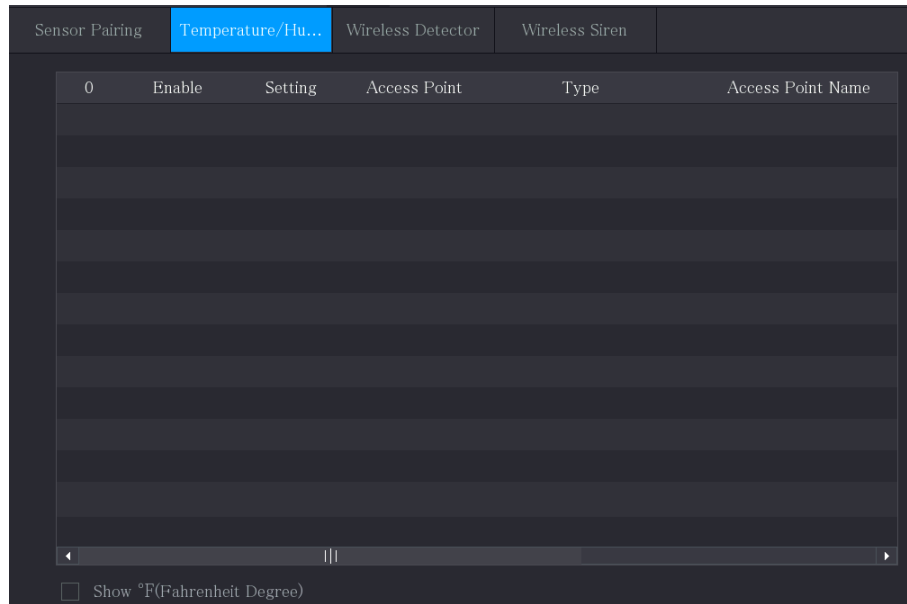 Sensor Pairing Temperature/Hu... Wireless Detector Wireless Siren
0 Enable Setting Access Point Type Access Point Name
Show °F(Fahrenheit Degree)